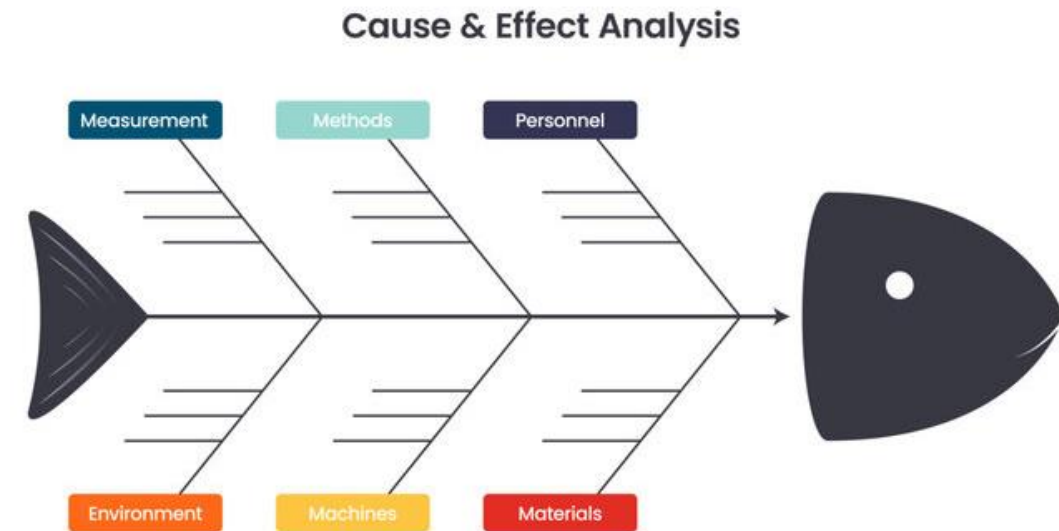 Cause & Effect Analysis
Measurement
Methods
Personnel
Environment
Machines
Materials